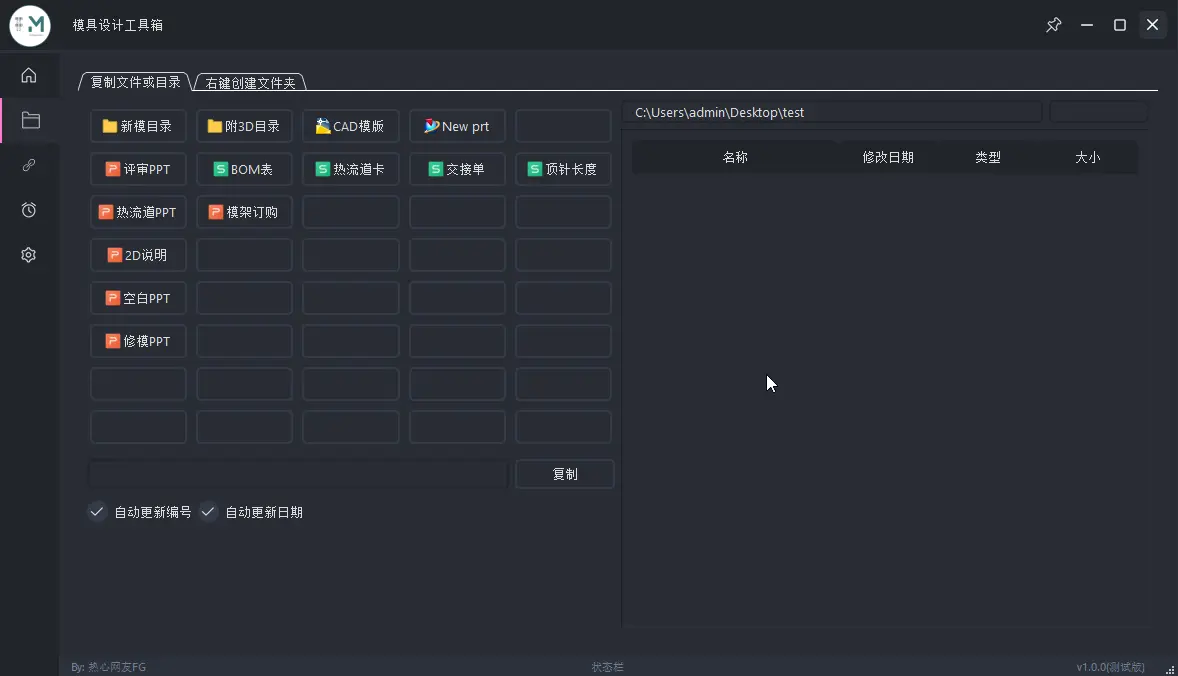 模具设计工具箱
复制文件或目录 右键创建文件夹
新模目录 附3D目录 CAD模版 New prt
评审PPT BOM表 热流道卡 交接单 顶针长度
热流道PPT 模架订购
2D说明
空白PPT
修模PPT
复制
自动更新编号 自动更新日期
C:\Users\admin\Desktop\test
名称 修改日期 类型 大小
By: 热心网友FG 状态栏 v1.0.0(测试版)